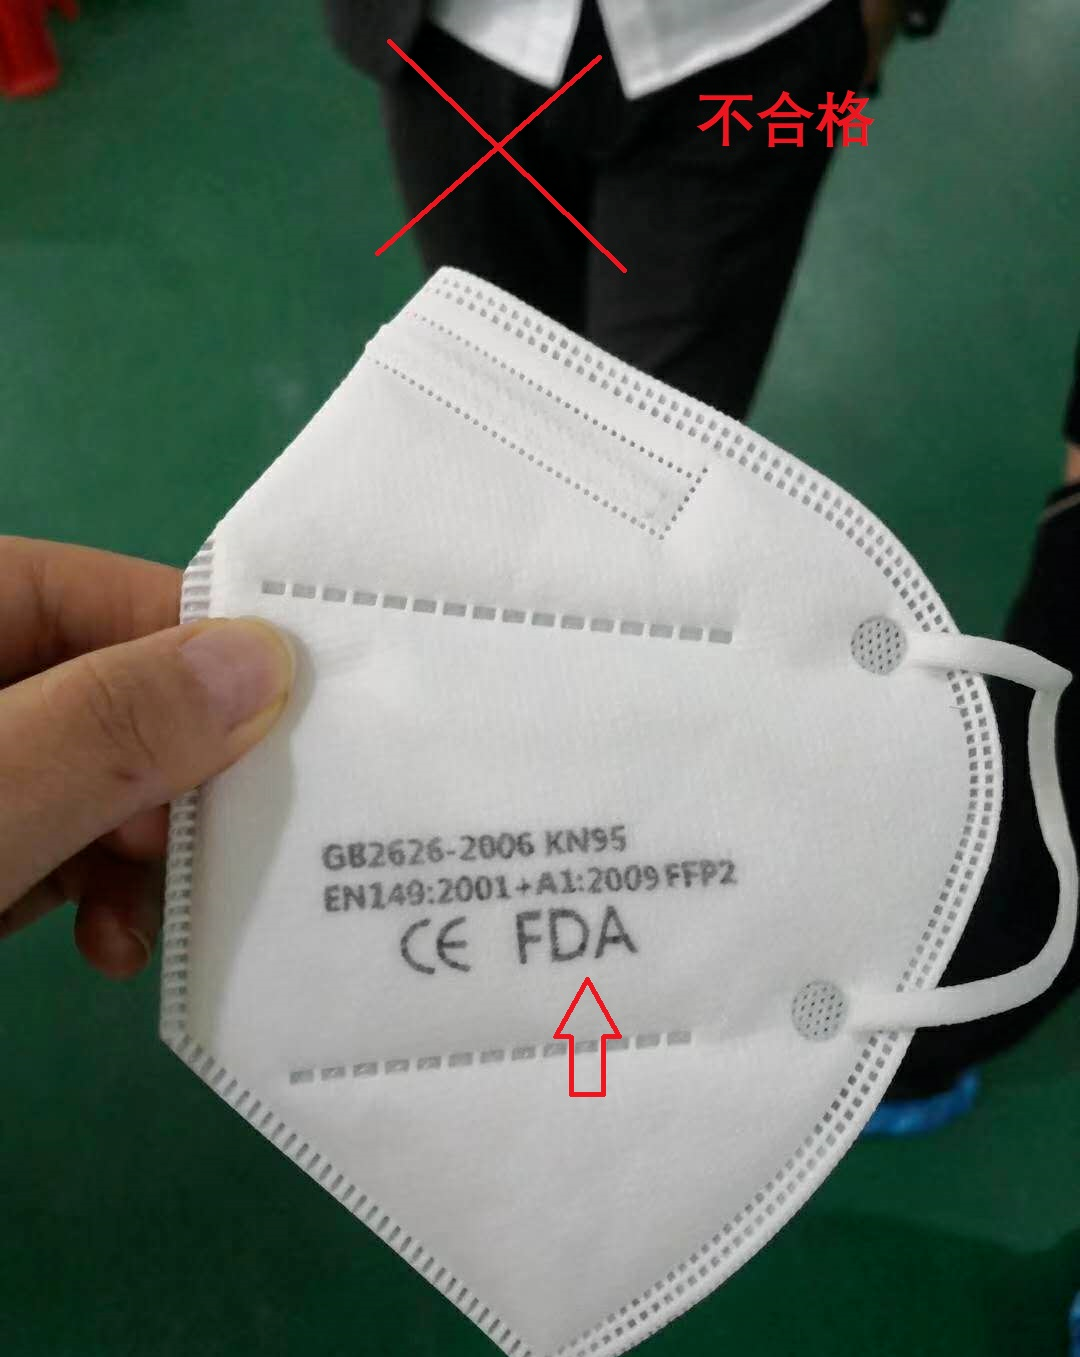 不合格
GB2626-2006 KN95
EN149:2001+A1:2009 FFP2
CE FDA